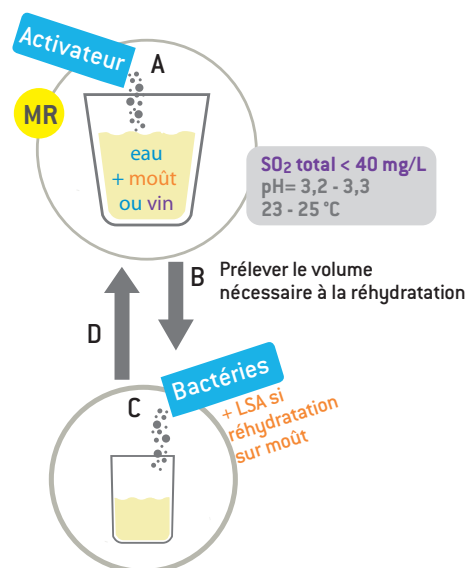 Activateur
A
MR
eau
+ moût
ou vin
SO₂ total < 40 mg/L
pH= 3,2 - 3,3
23 - 25 °C
B
Prélever le volume
nécessaire à la réhydratation
D
Bactéries
C
+ LSA si
réhydratation
sur moût